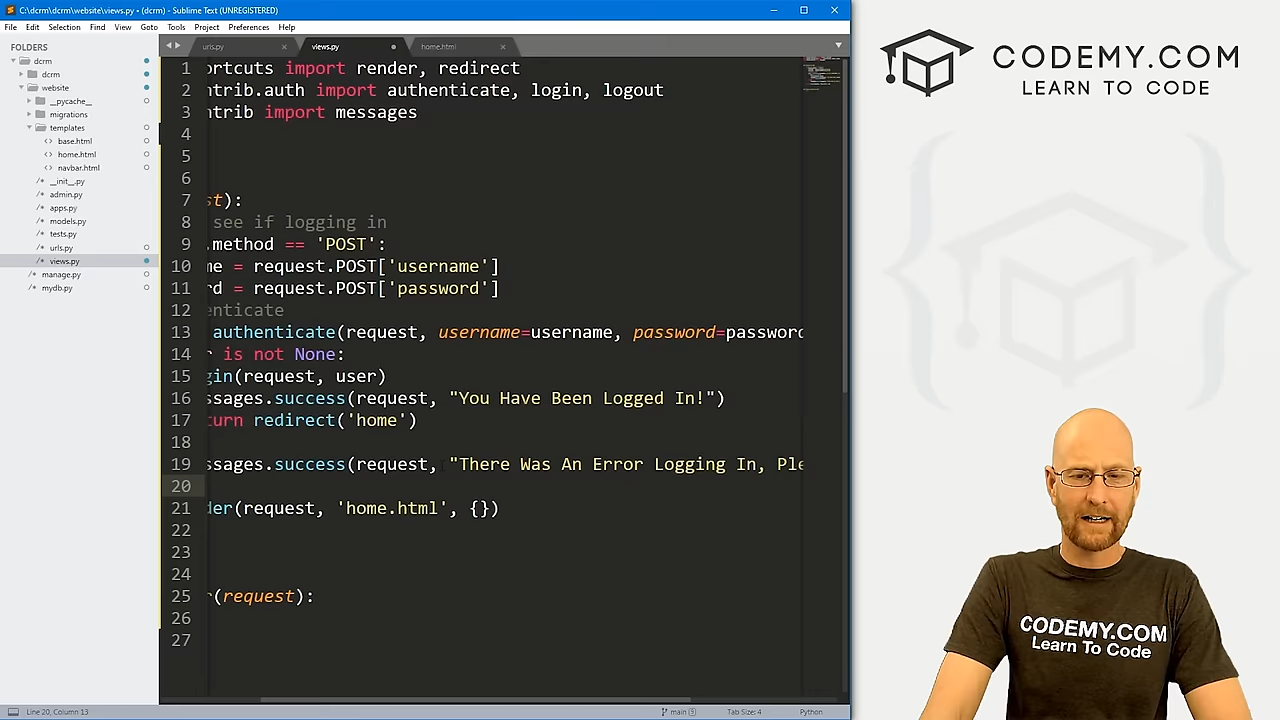 C:\dcrm\dcrm\website\views.py • (dcrm) - Sublime Text (UNREGISTERED)
File Edit Selection Find View Goto Tools Project Preferences Help
FOLDERS
dcrm
dcrm
website
__pycache__
migrations
templates
base.html
home.html
navbar.html
__init__.py
admin.py
apps.py
models.py
tests.py
urls.py
views.py
manage.py
mydb.py
urls.py views.py home.html
1 ortcuts import render, redirect
2 ntrib.auth import authenticate, login, logout
3 ntrib import messages
4
5
6
7 st):
8 see if logging in
9 .method == 'POST':
10 me = request.POST['username']
11 rd = request.POST['password']
12 enticate
13 authenticate(request, username=username, password=password
14 r is not None:
15 gin(request, user)
16 ssages.success(request, "You Have Been Logged In!")
17 turn redirect('home')
18
19 ssages.success(request, "There Was An Error Logging In, Ple
20
21 der(request, 'home.html', {})
22
23
24
25 r(request):
26
27
Line 20, Column 13 main 5 Tab Size: 4 Python
CODEMY.COM
LEARN TO CODE
CODEMY.COM
Learn To Code